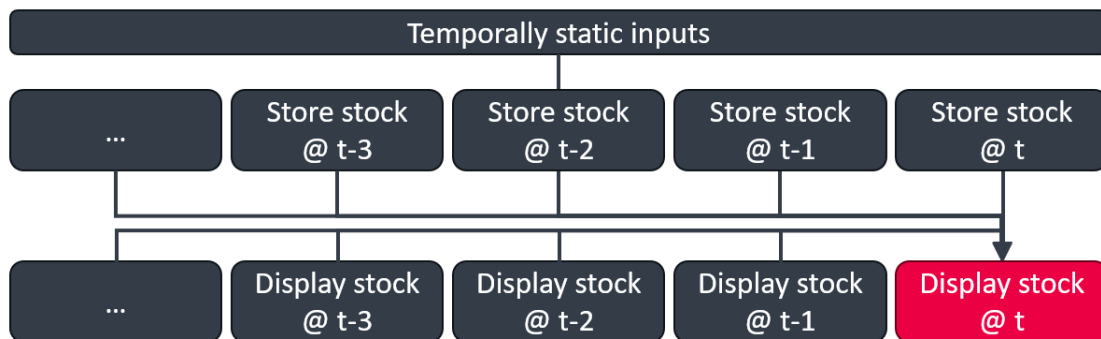 Temporally static inputs
...
Store stock
@ t-3
Store stock
@ t-2
Store stock
@ t-1
Store stock
@ t
...
Display stock
@ t-3
Display stock
@ t-2
Display stock
@ t-1
Display stock
@ t